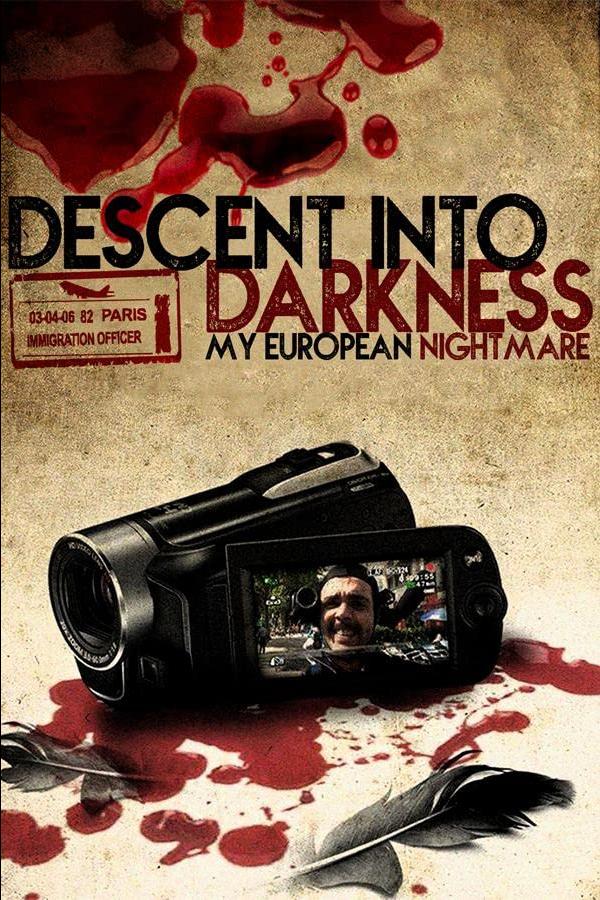 DESCENT INTO
DARKNESS
MY EUROPEAN NIGHTMARE
03-04-06 82 PARIS
IMMIGRATION OFFICER